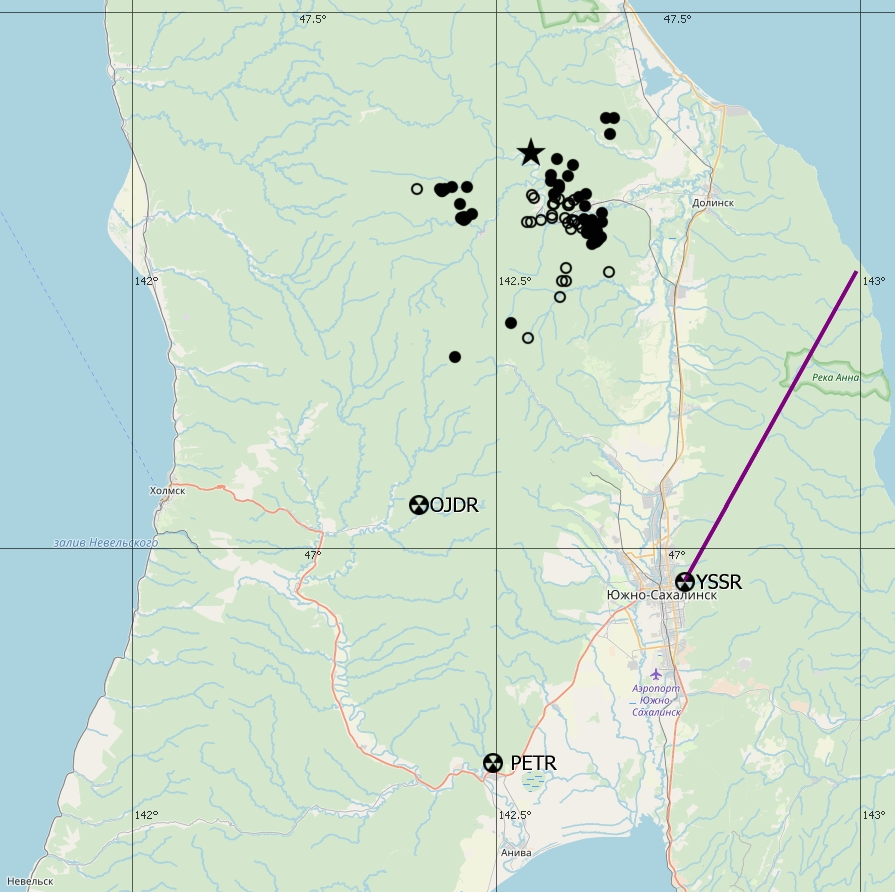 47.5°
47.5°
Долинск
142°
142.5°
143°
Река Анна
Холмск
OJDR
залив Невельского
47°
47°
YSSR
Южно-Сахалинск
Аэропорт
Южно-
Сахалинск
PETR
142°
142.5°
143°
Анива
Невельск